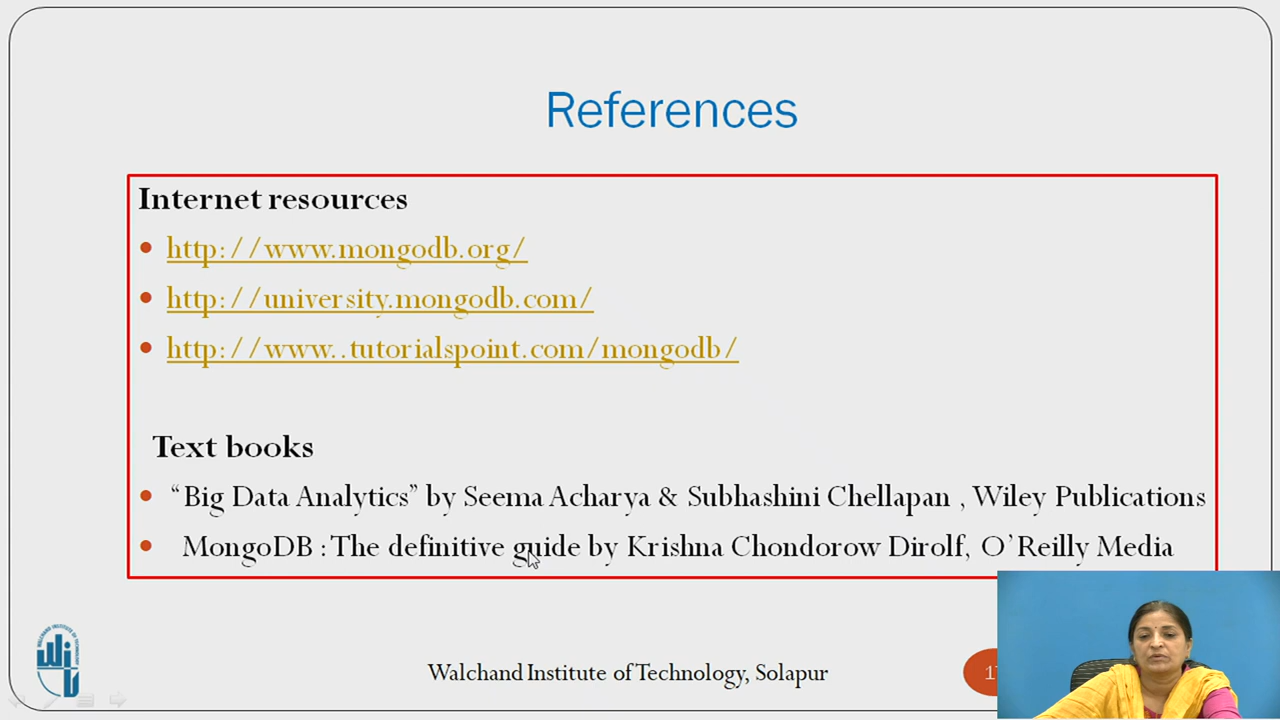 References
Internet resources
• http://www.mongodb.org/
• http://university.mongodb.com/
• http://www..tutorialspoint.com/mongodb/
Text books
• “Big Data Analytics” by Seema Acharya & Subhashini Chellapan , Wiley Publications
• MongoDB : The definitive guide by Krishna Chondorow Dirolf, O’Reilly Media
Walchand Institute of Technology, Solapur